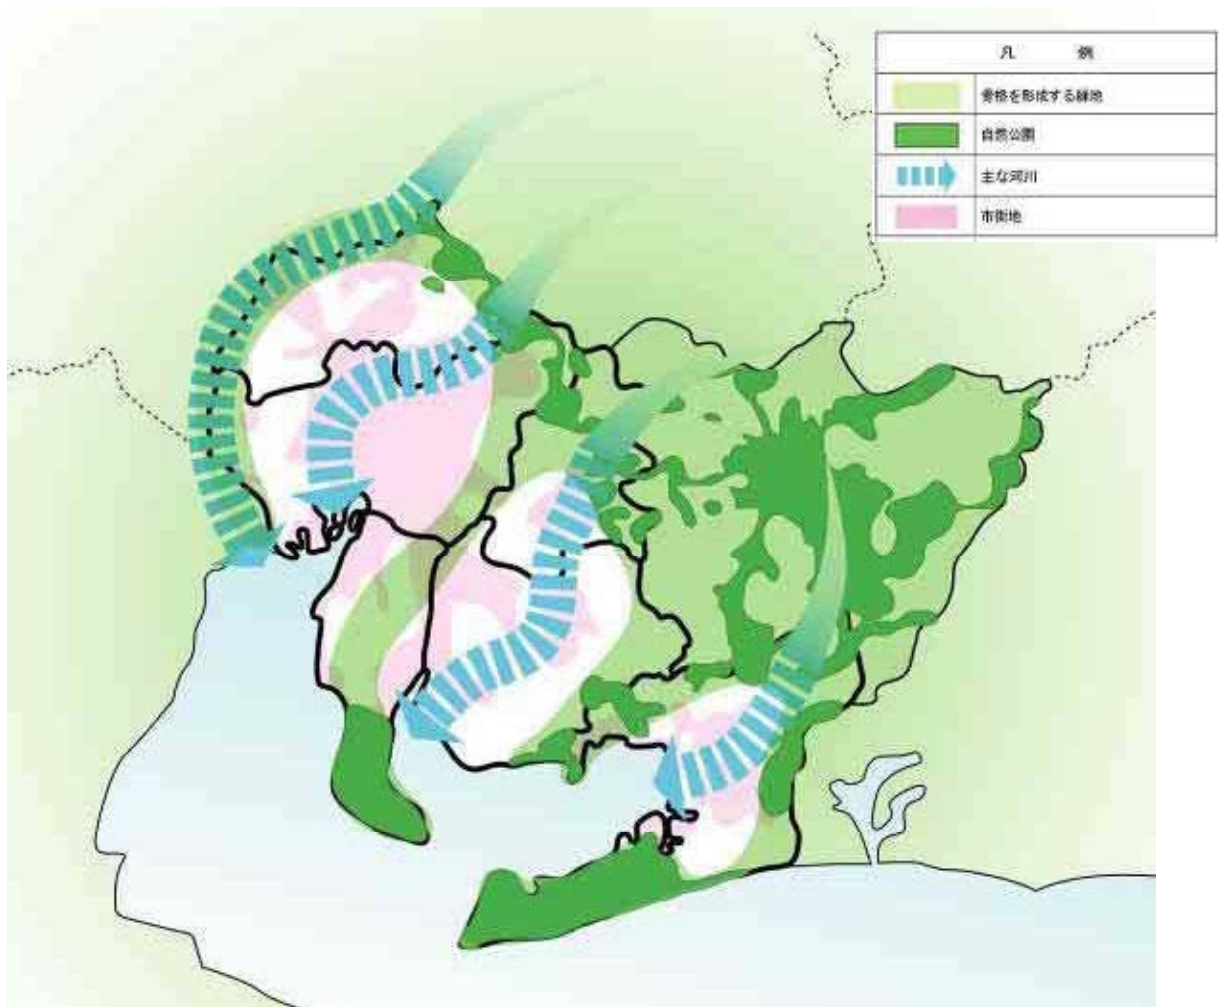 凡 例
骨格を形成する緑地
自然公園
主な河川
市街地